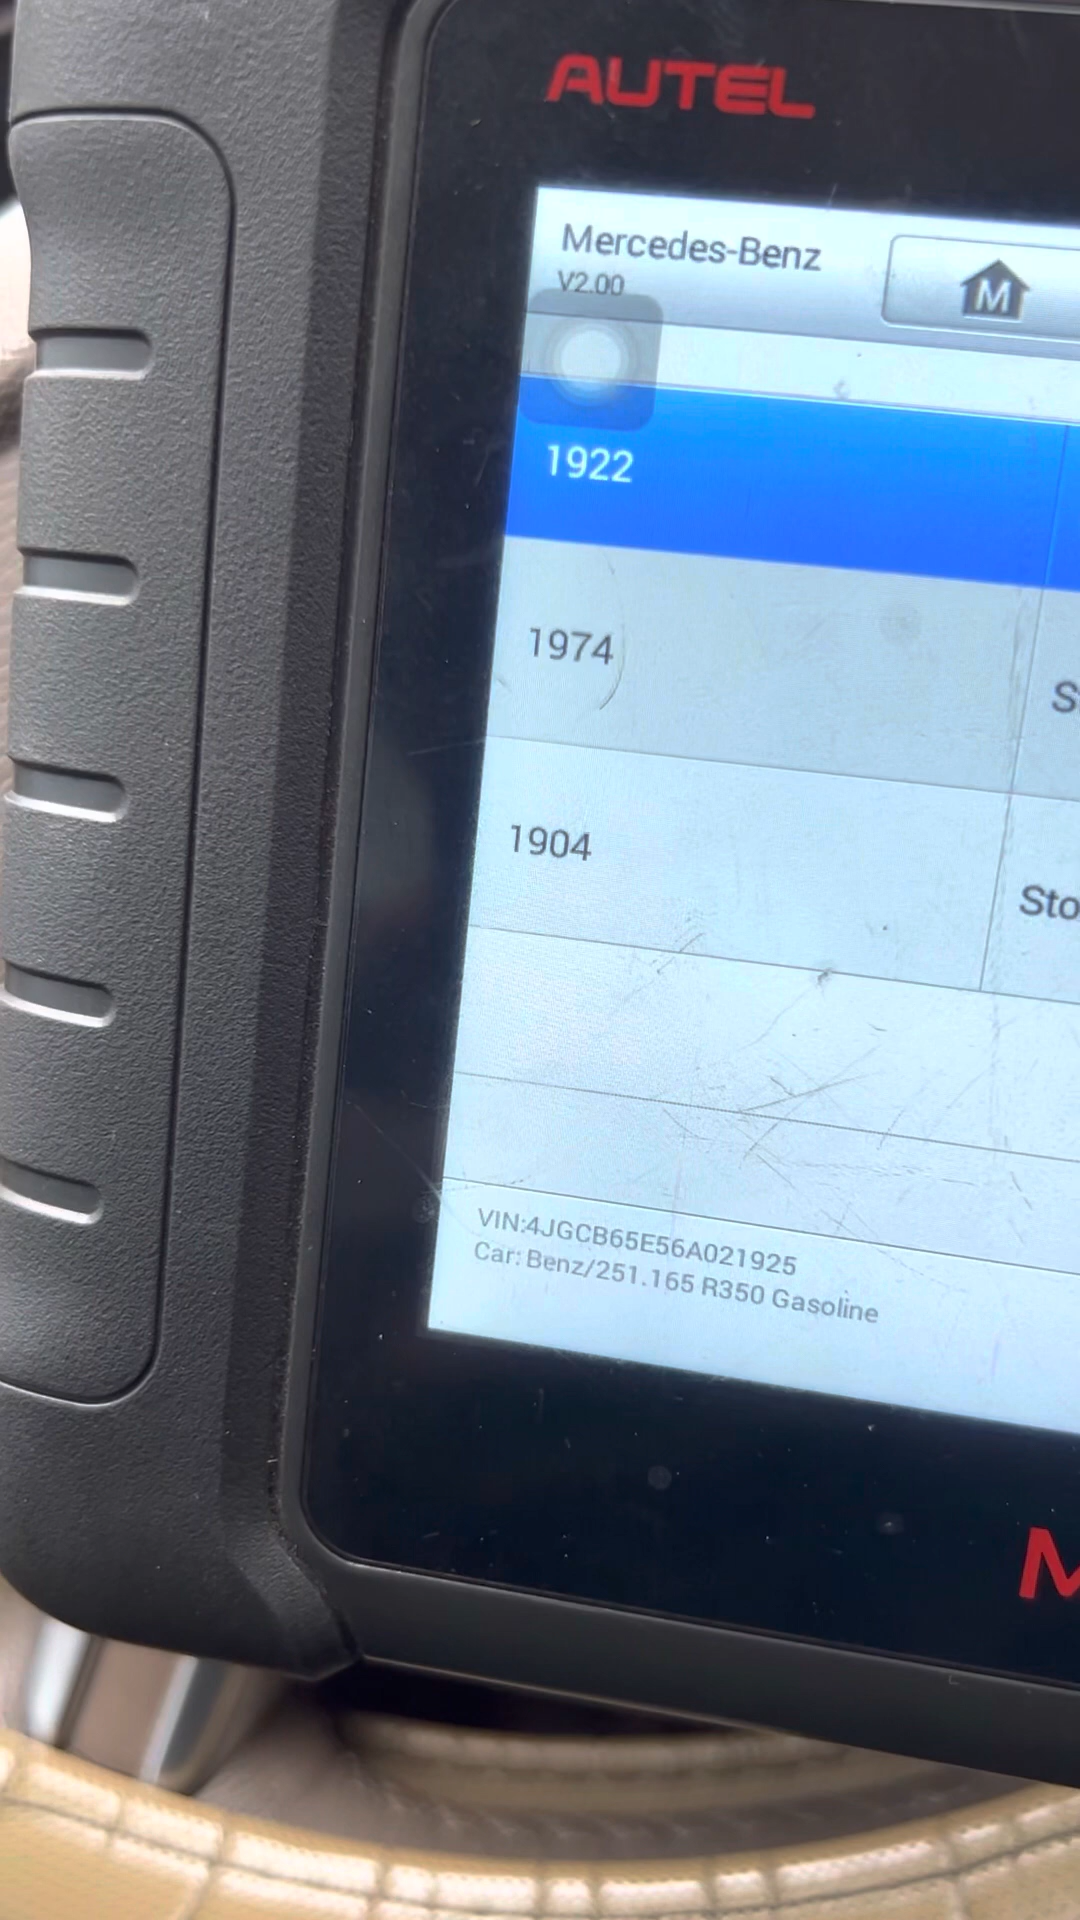 AUTEL
Mercedes-Benz
V2.00
M
1922
1974
S
1904
Sto
VIN:4JGCB65E56A021925
Car: Benz/251.165 R350 Gasoline
M